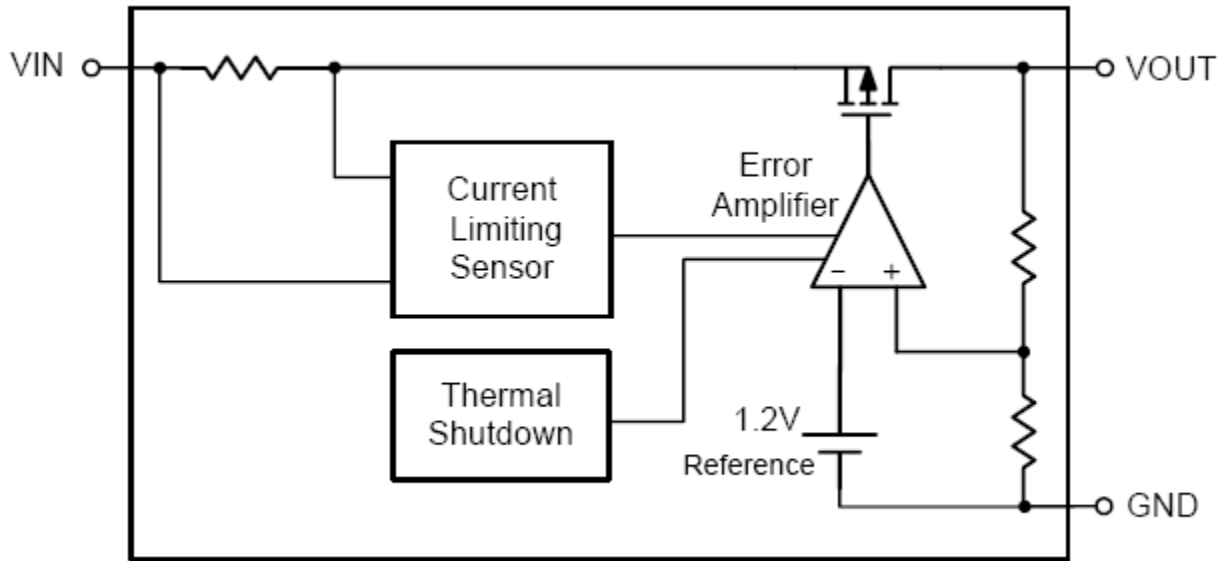 VIN
VOUT
Current
Limiting
Sensor
Error
Amplifier
−
+
Thermal
Shutdown
1.2V
Reference
GND